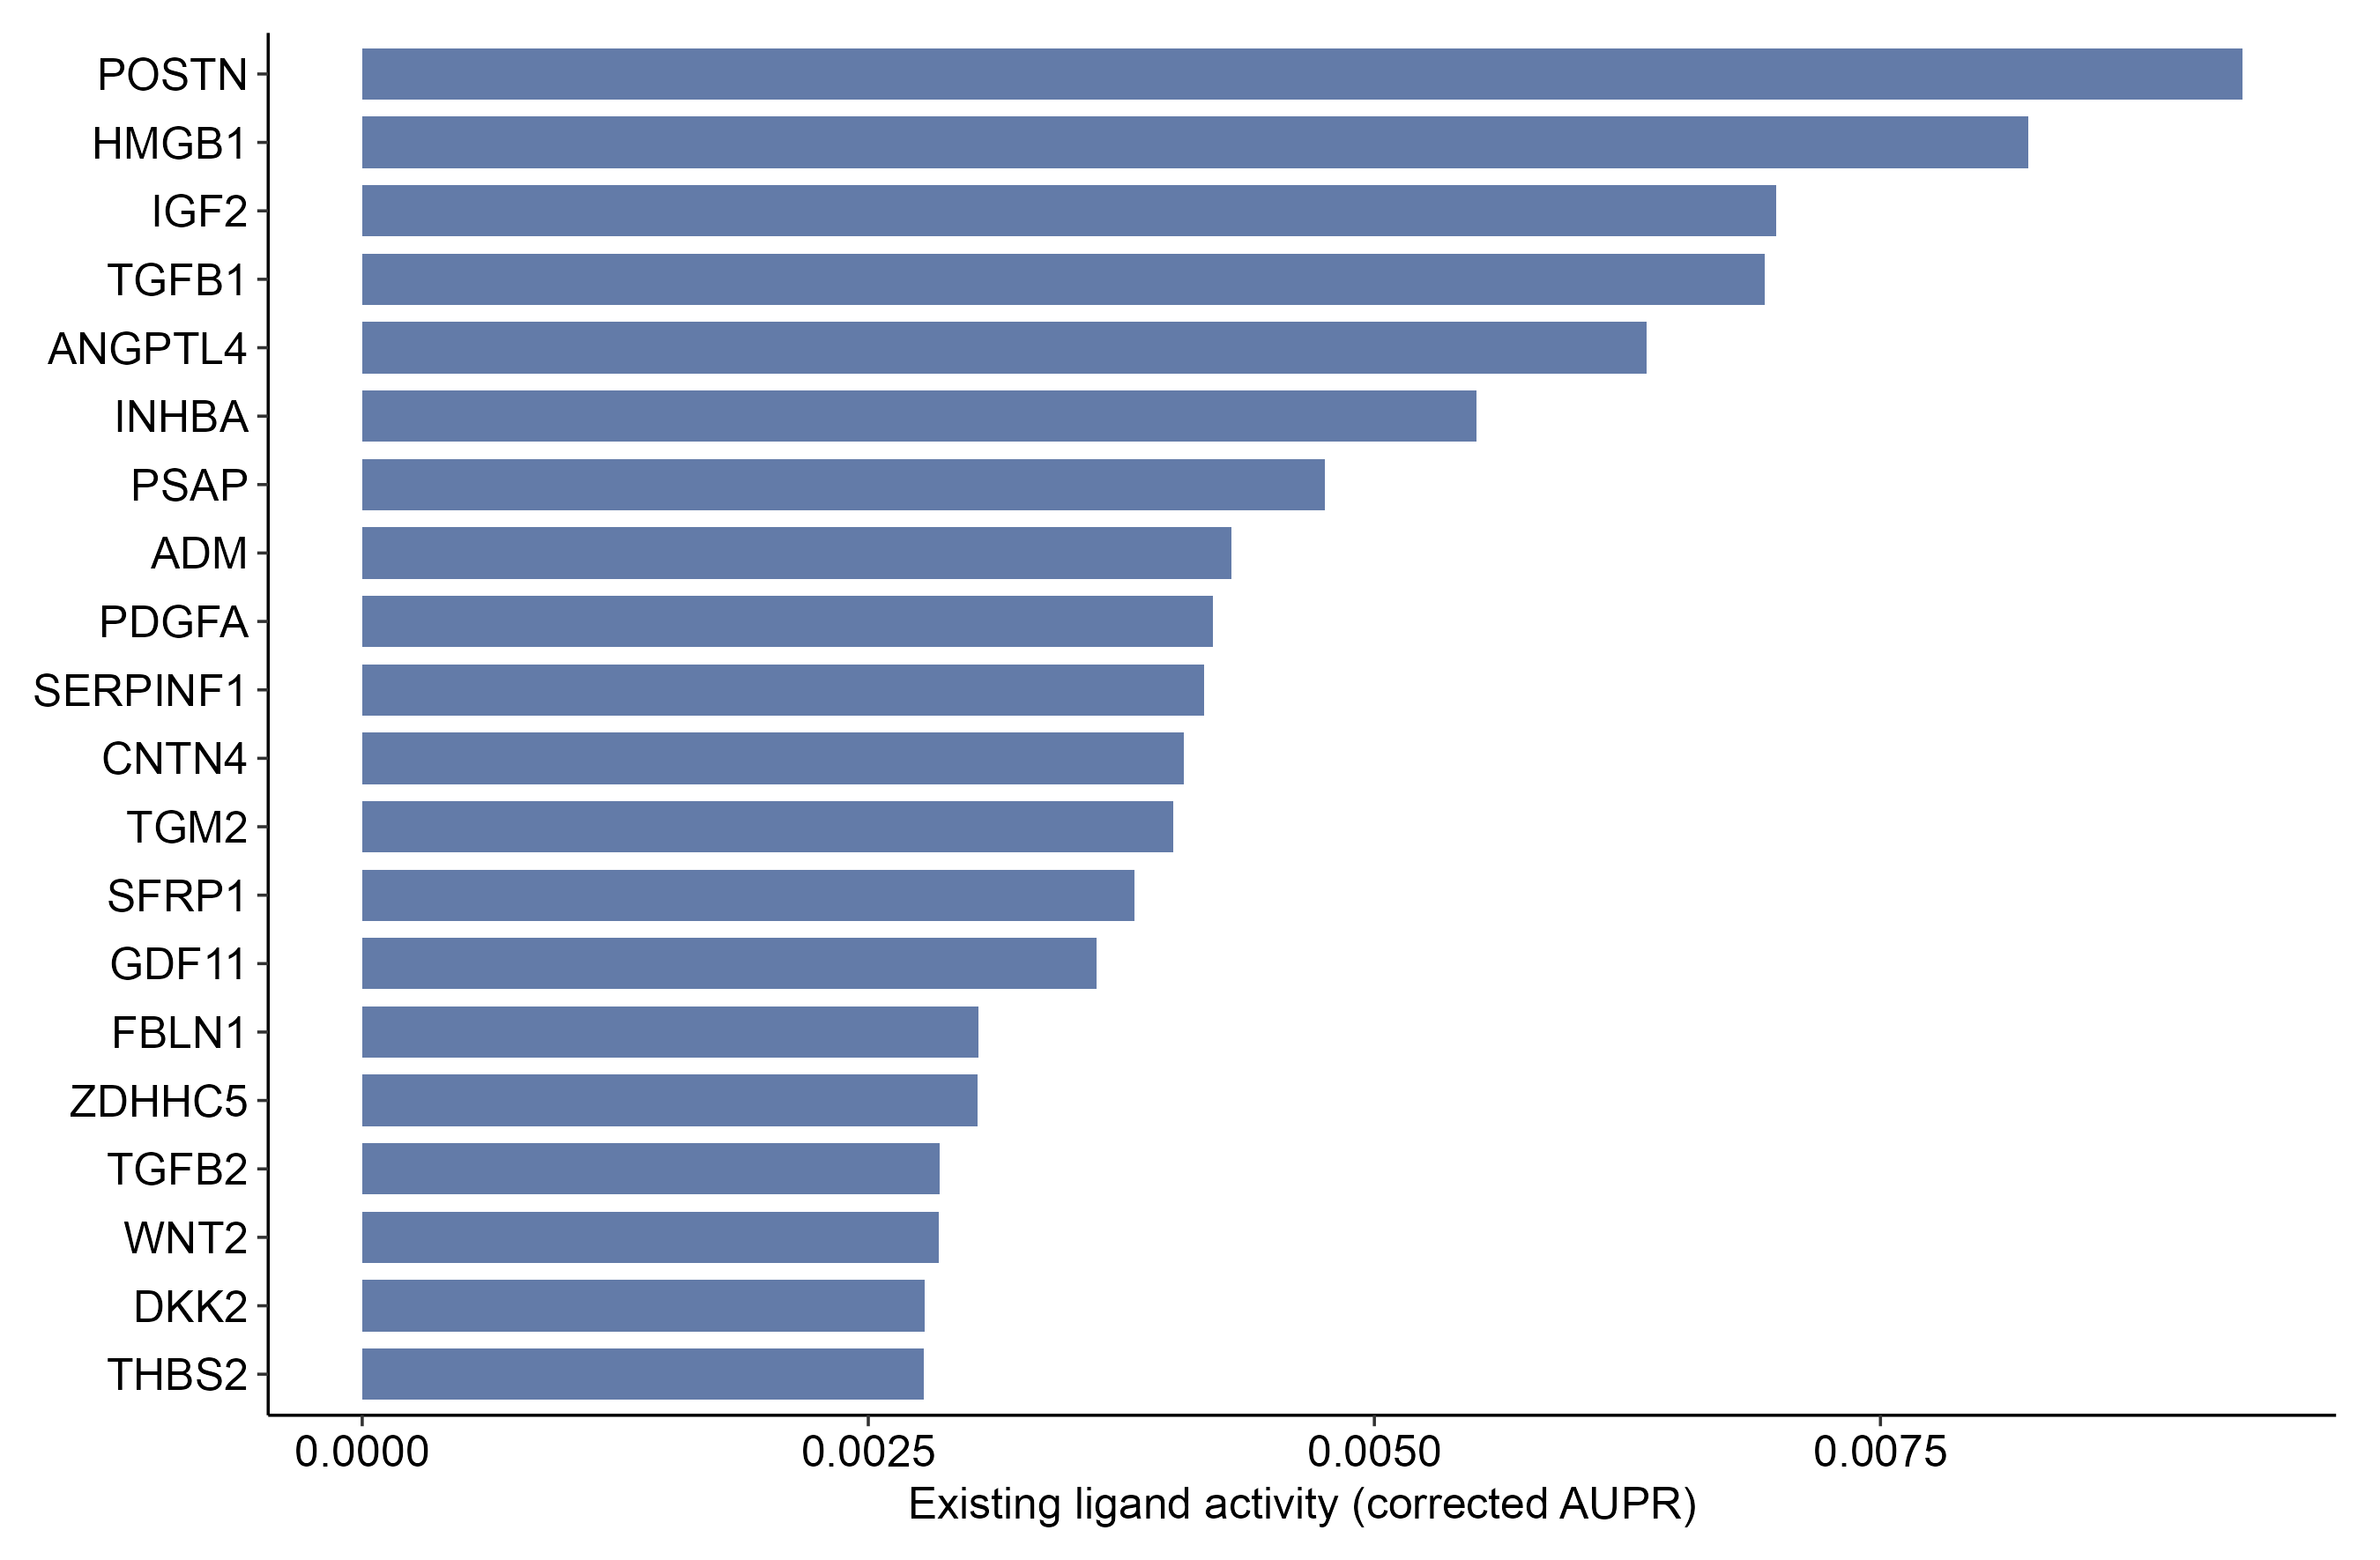 POSTN
HMGB1
IGF2
TGFB1
ANGPTL4
INHBA
PSAP
ADM
PDGFA
SERPINF1
CNTN4
TGM2
SFRP1
GDF11
FBLN1
ZDHHC5
TGFB2
WNT2
DKK2
THBS2
0.0000 0.0025 0.0050 0.0075
Existing ligand activity (corrected AUPR)